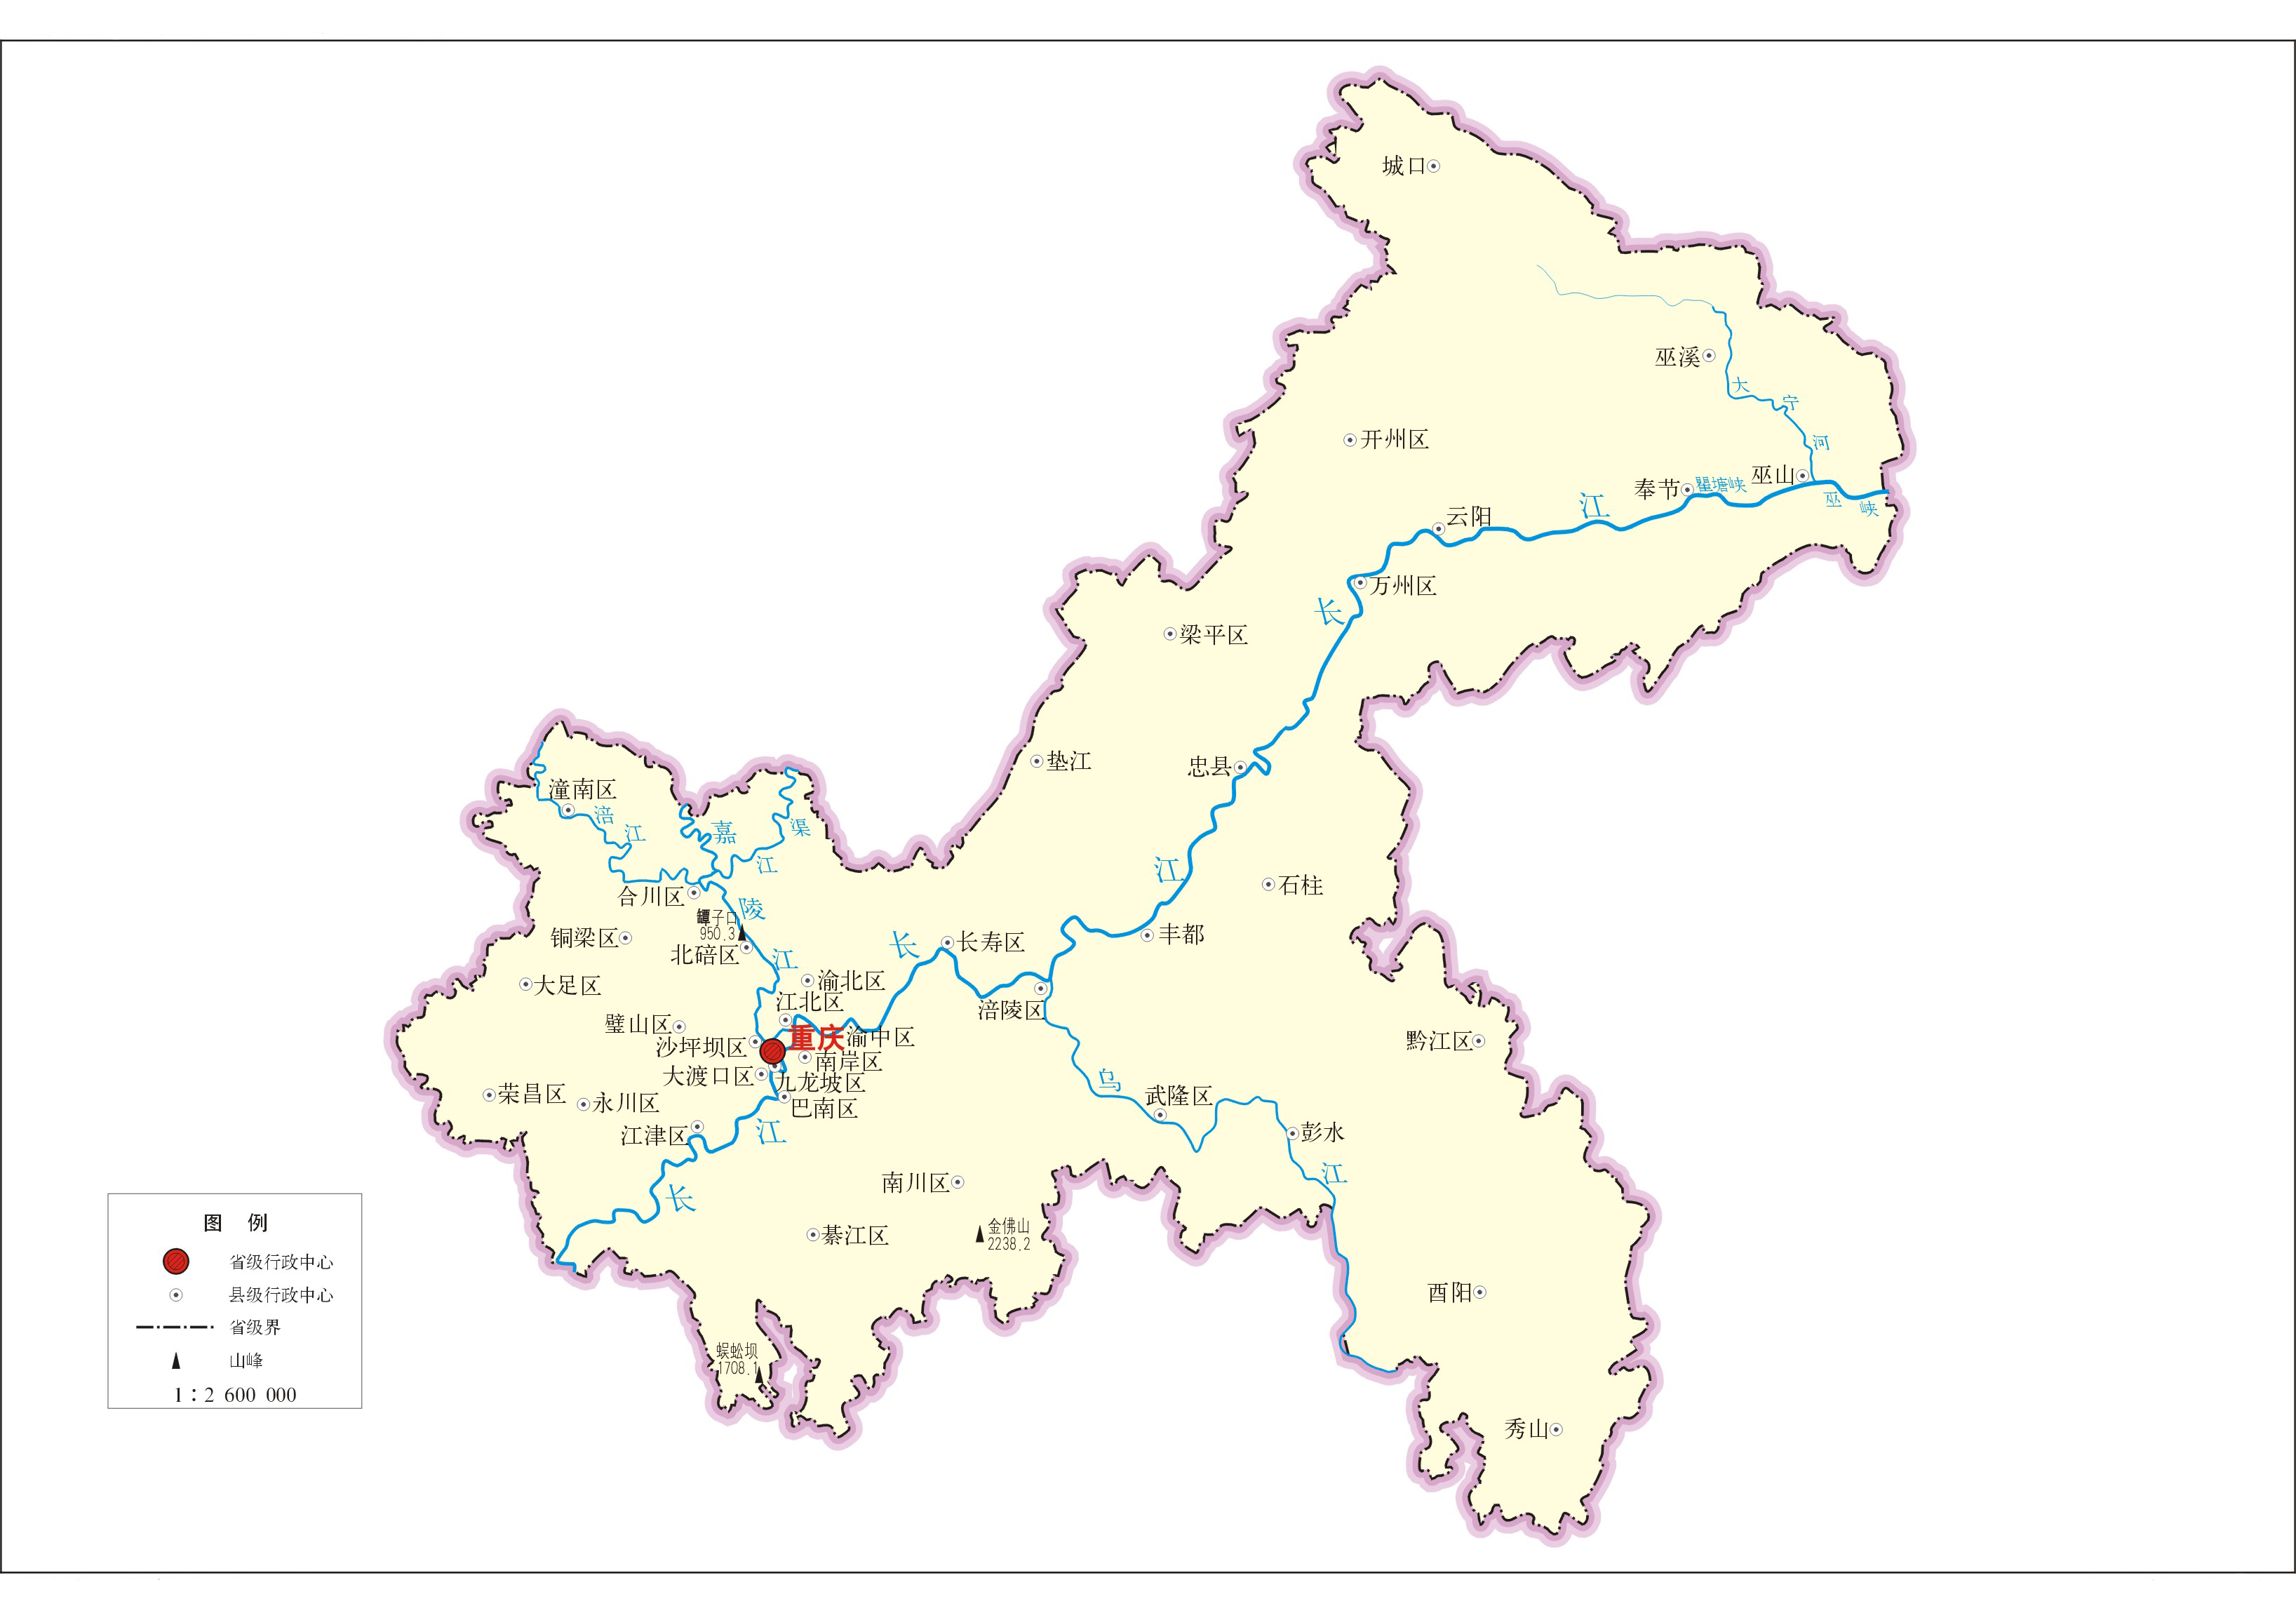 城口
巫溪
大宁河
开州区
巫山
奉节
瞿塘峡
巫峡
江
云阳
万州区
长
梁平区
垫江
忠县
潼南区
涪江
嘉
渠
江
江
石柱
合川区
陵
罈子口
950.3
铜梁区
北碚区
江
长
长寿区
丰都
大足区
渝北区
江北区
涪陵区
璧山区
重庆
渝中区
沙坪坝区
南岸区
黔江区
大渡口区
九龙坡区
乌
荣昌区
永川区
巴南区
武隆区
江津区
江
彭水
江
南川区
长
綦江区
金佛山
2238.2
酉阳
蜈蚣坝
1708.1
秀山
图 例
省级行政中心
县级行政中心
省级界
山峰
1：2 600 000